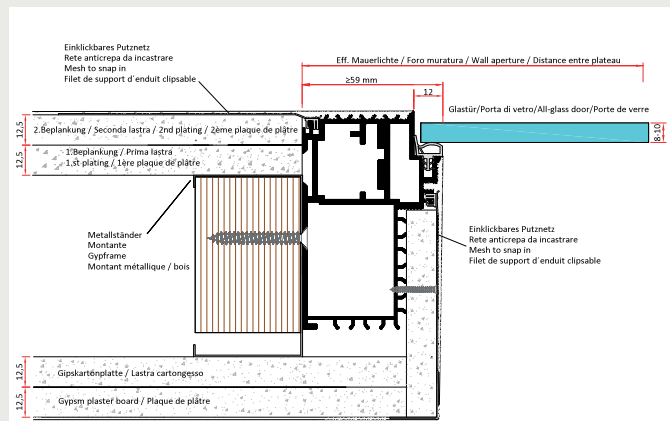 Einklickbares Putznetz
Rete anticrepa da incastrare
Mesh to snap in
Filet de support d´enduit clipsable
Eff. Mauerlichte / Foro muratura / Wall aperture / Distance entre plateau
≥59 mm
12
Glastür/Porta di vetro/All-glass door/Porte de verre
8-10
12,5
2.Beplankung / Seconda lastra / 2nd plating / 2ème plaque de plâtre
12,5
1.Beplankung / Prima lastra
1.st plating / 1ère plaque de plâtre
Metallständer
Montante
Gypframe
Montant métallique / bois
Einklickbares Putznetz
Rete anticrepa da incastrare
Mesh to snap in
Filet de support d´enduit clipsable
12,5
Gipskartonplatte / Lastra cartongesso
12,5
Gypsm plaster board / Plaque de plâtre